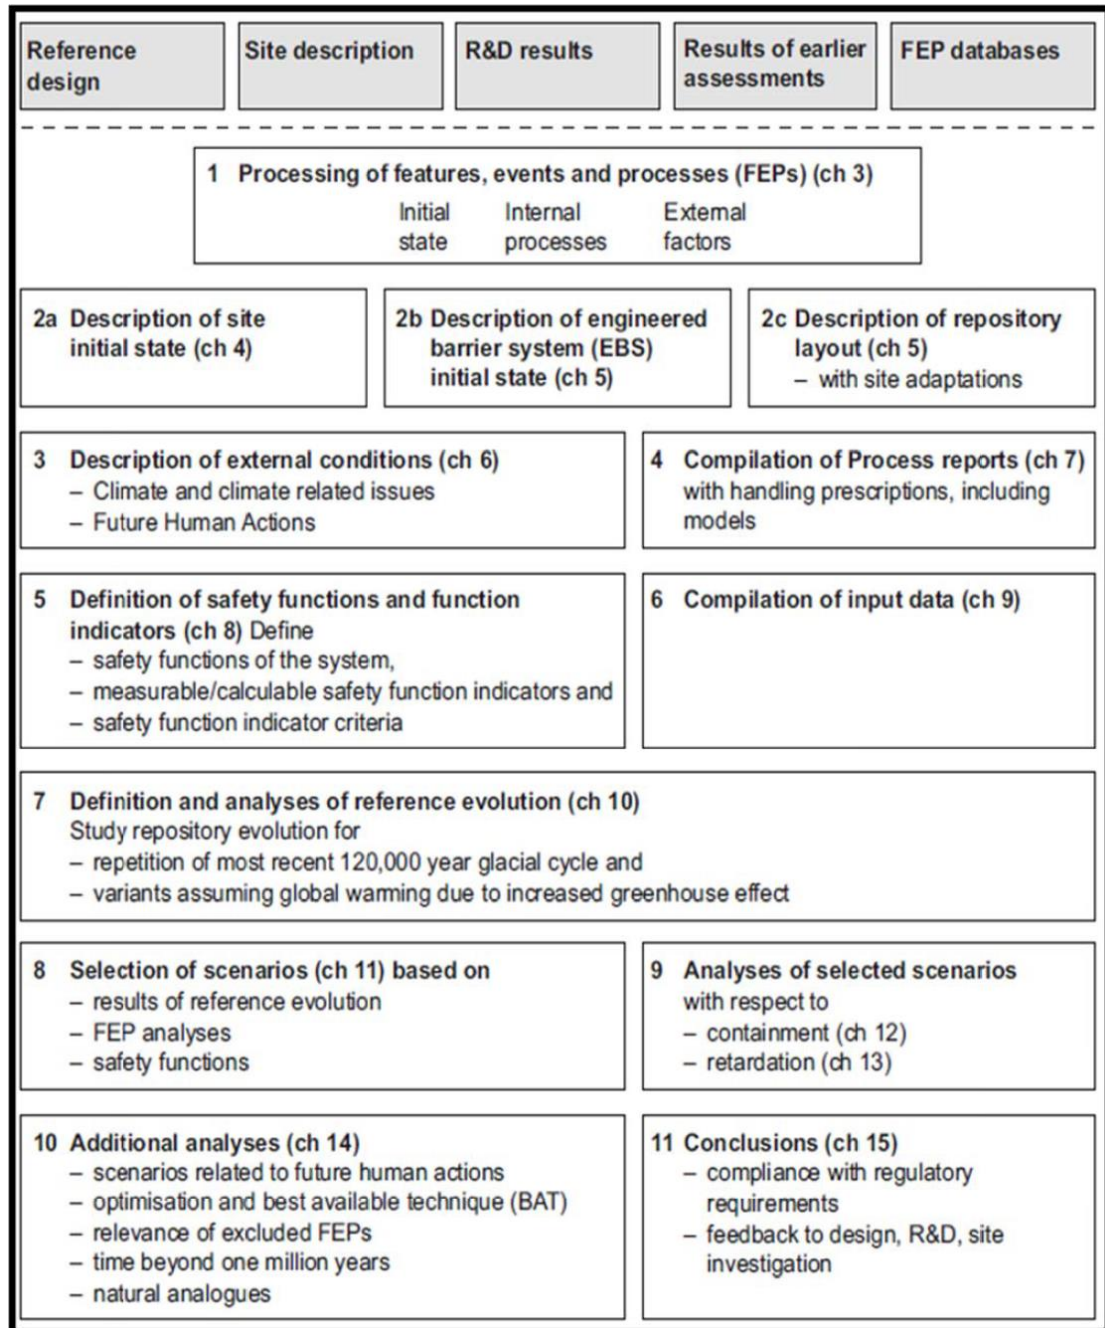 Reference
design
Site description
R&D results
Results of earlier
assessments
FEP databases
1 Processing of features, events and processes (FEPs) (ch 3)
Initial
state
Internal
processes
External
factors
2a Description of site
initial state (ch 4)
2b Description of engineered
barrier system (EBS)
initial state (ch 5)
2c Description of repository
layout (ch 5)
– with site adaptations
3 Description of external conditions (ch 6)
– Climate and climate related issues
– Future Human Actions
4 Compilation of Process reports (ch 7)
with handling prescriptions, including
models
5 Definition of safety functions and function
indicators (ch 8) Define
– safety functions of the system,
– measurable/calculable safety function indicators and
– safety function indicator criteria
6 Compilation of input data (ch 9)
7 Definition and analyses of reference evolution (ch 10)
Study repository evolution for
– repetition of most recent 120,000 year glacial cycle and
– variants assuming global warming due to increased greenhouse effect
8 Selection of scenarios (ch 11) based on
– results of reference evolution
– FEP analyses
– safety functions
9 Analyses of selected scenarios
with respect to
– containment (ch 12)
– retardation (ch 13)
10 Additional analyses (ch 14)
– scenarios related to future human actions
– optimisation and best available technique (BAT)
– relevance of excluded FEPs
– time beyond one million years
– natural analogues
11 Conclusions (ch 15)
– compliance with regulatory
requirements
– feedback to design, R&D, site
investigation